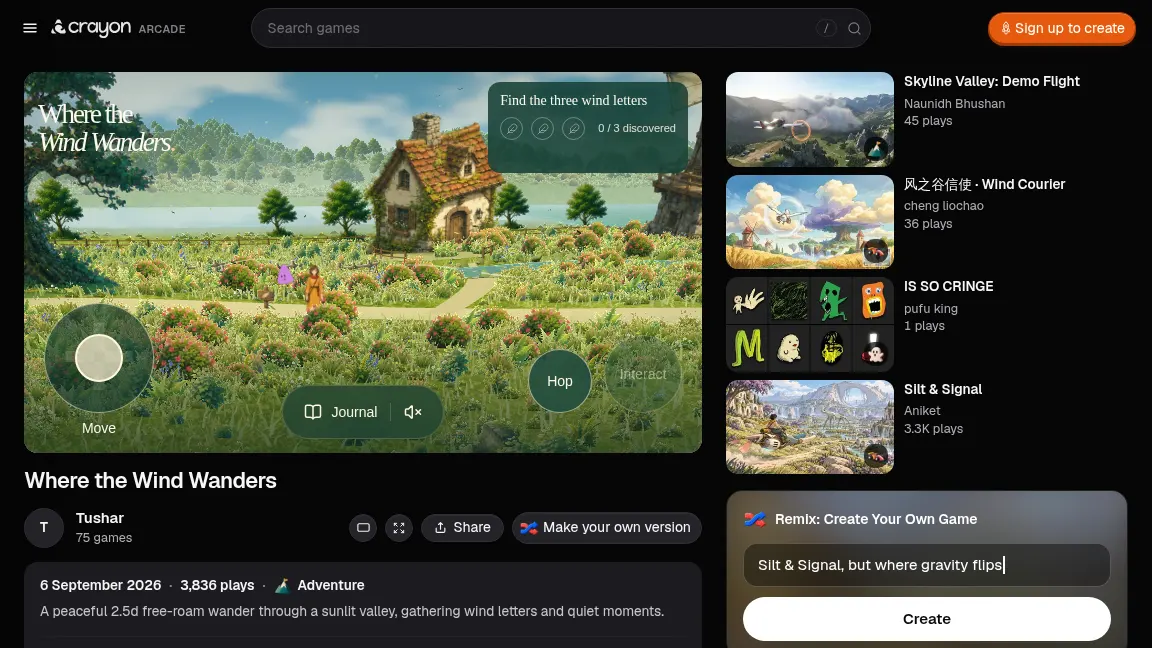 crayon ARCADE
Search games
/
Sign up to create
Where the
Wind Wanders.
Find the three wind letters
0 / 3 discovered
Hop
Interact
Journal
Move
Where the Wind Wanders
T
Tushar
75 games
Share
Make your own version
6 September 2026 · 3,836 plays · Adventure
A peaceful 2.5d free-roam wander through a sunlit valley, gathering wind letters and quiet moments.
Skyline Valley: Demo Flight
Naunidh Bhushan
45 plays
风之谷信使 · Wind Courier
cheng liochao
36 plays
IS SO CRINGE
pufu king
1 plays
M
Silt & Signal
Aniket
3.3K plays
Remix: Create Your Own Game
Silt & Signal, but where gravity flips
Create